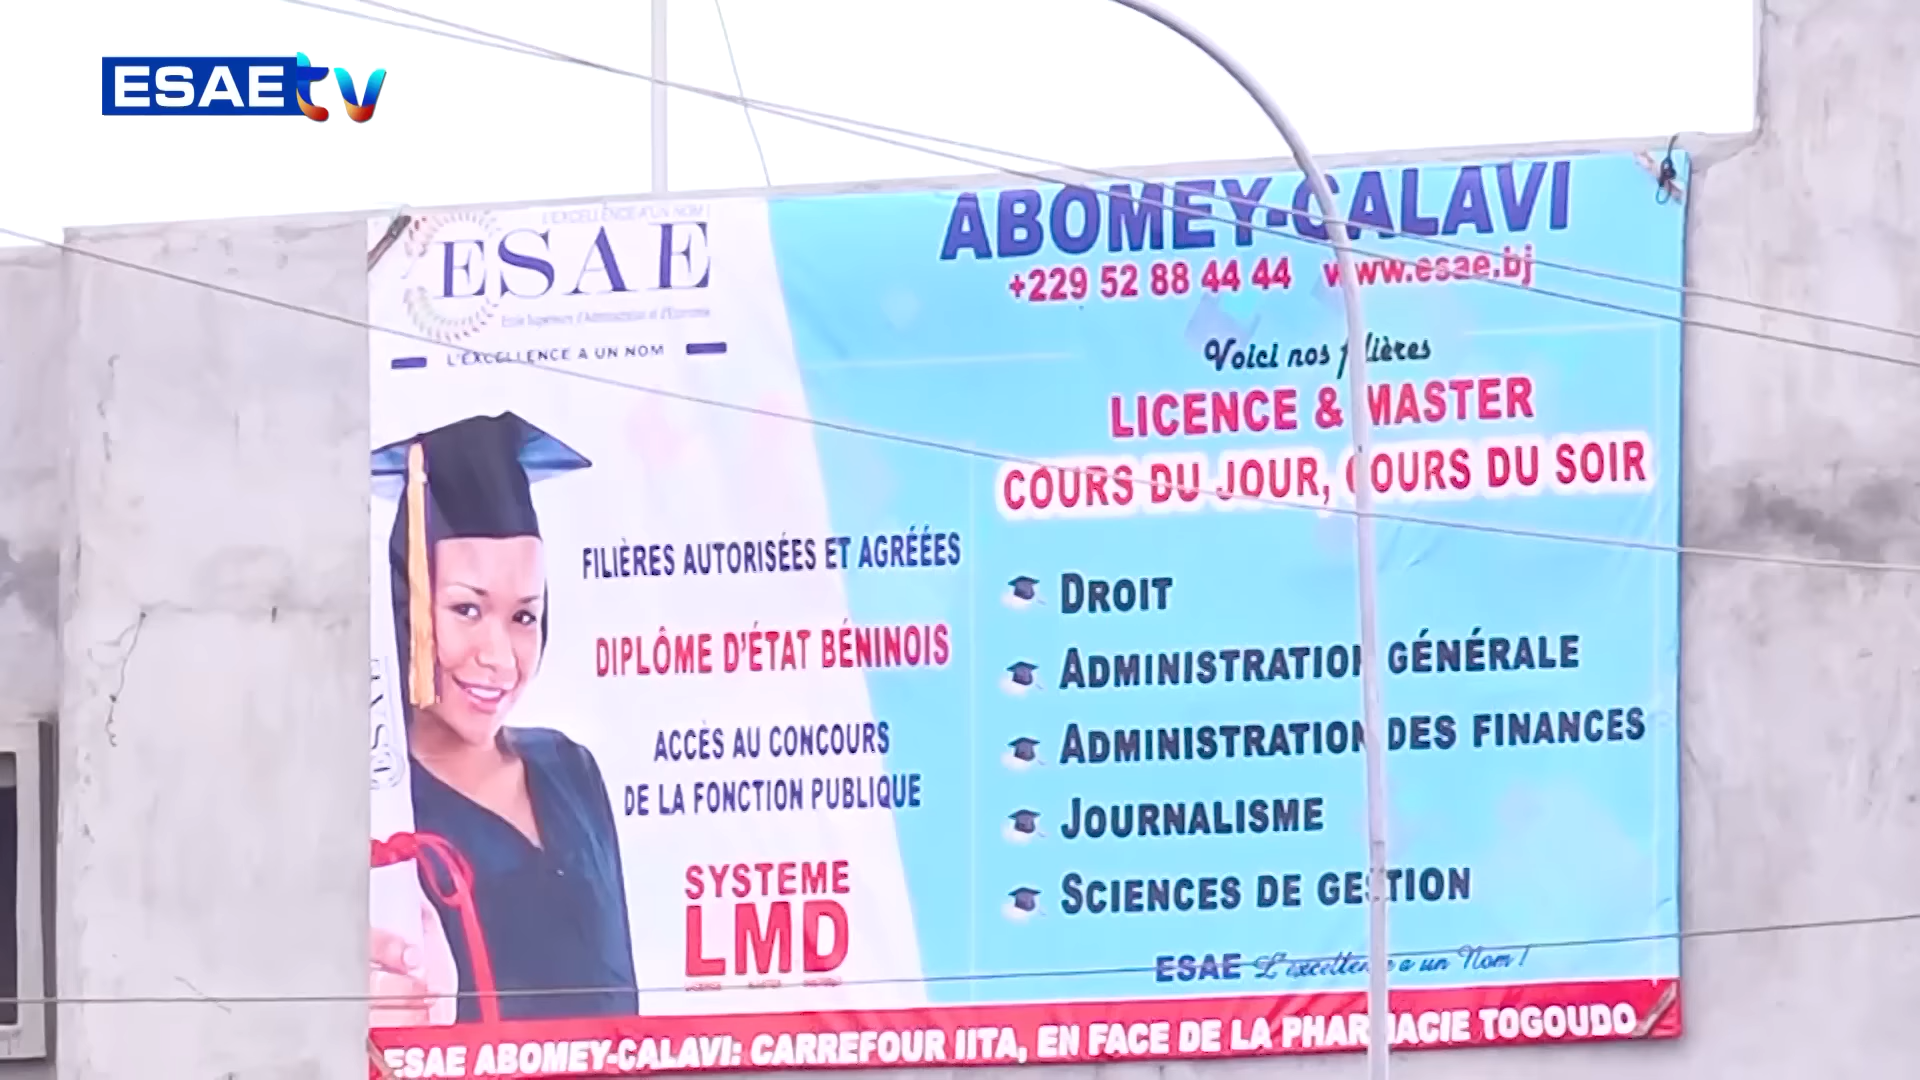 ESAE tv
L'EXCELLENCE A UN NOM !
ESAE
Ecole Supérieure d'Administration et d'Economie
L'EXCELLENCE A UN NOM
ABOMEY-CALAVI
+229 52 88 44 44 www.esae.bj
Voici nos filières
LICENCE & MASTER
COURS DU JOUR, COURS DU SOIR
FILIÈRES AUTORISÉES ET AGRÉÉES
DIPLÔME D'ÉTAT BÉNINOIS
ACCÈS AU CONCOURS
DE LA FONCTION PUBLIQUE
SYSTEME
LMD
DROIT
ADMINISTRATION GÉNÉRALE
ADMINISTRATION DES FINANCES
JOURNALISME
SCIENCES DE GESTION
ESAE L'excellence a un Nom !
ESAE
ESAE ABOMEY-CALAVI: CARREFOUR IITA, EN FACE DE LA PHARMACIE TOGOUDO